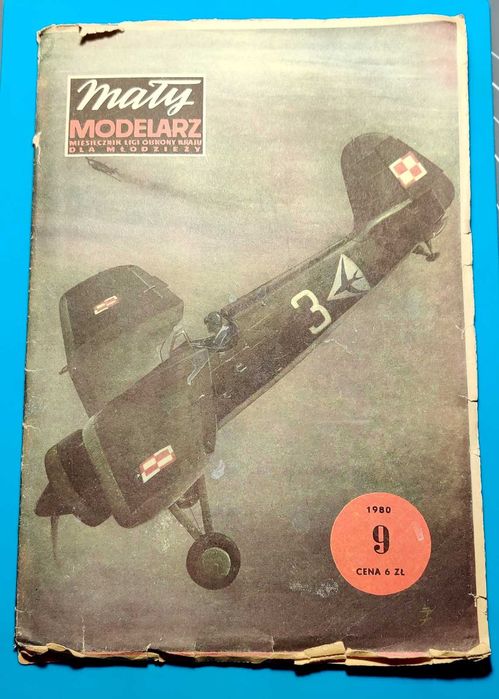 Mały
MODELARZ
MIESIĘCZNIK LIGI OBRONY KRAJU
DLA MŁODZIEŻY
3
1980
9
CENA 6 ZŁ